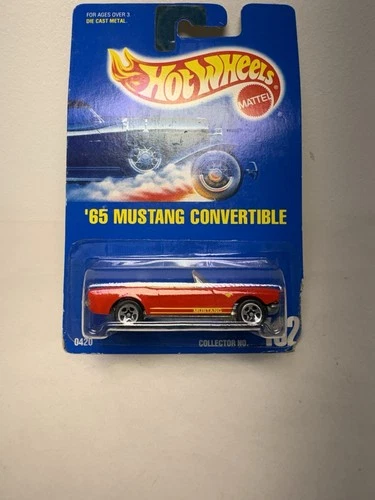 FOR AGES OVER 3
DIE CAST METAL.
HOT WHEELS
MATTEL
'65 MUSTANG CONVERTIBLE
MUSTANG
0420
COLLECTOR NO.